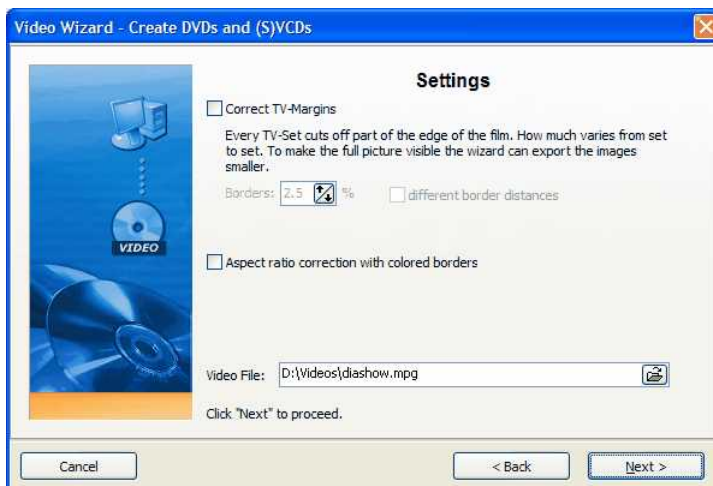 Video Wizard - Create DVDs and (S)VCDs
Settings
Correct TV-Margins
Every TV-Set cuts off part of the edge of the film. How much varies from set
to set. To make the full picture visible the wizard can export the images
smaller.
Borders: 2.5 % different border distances
VIDEO
Aspect ratio correction with colored borders
Video File: D:\Videos\diashow.mpg
Click "Next" to proceed.
Cancel < Back Next >